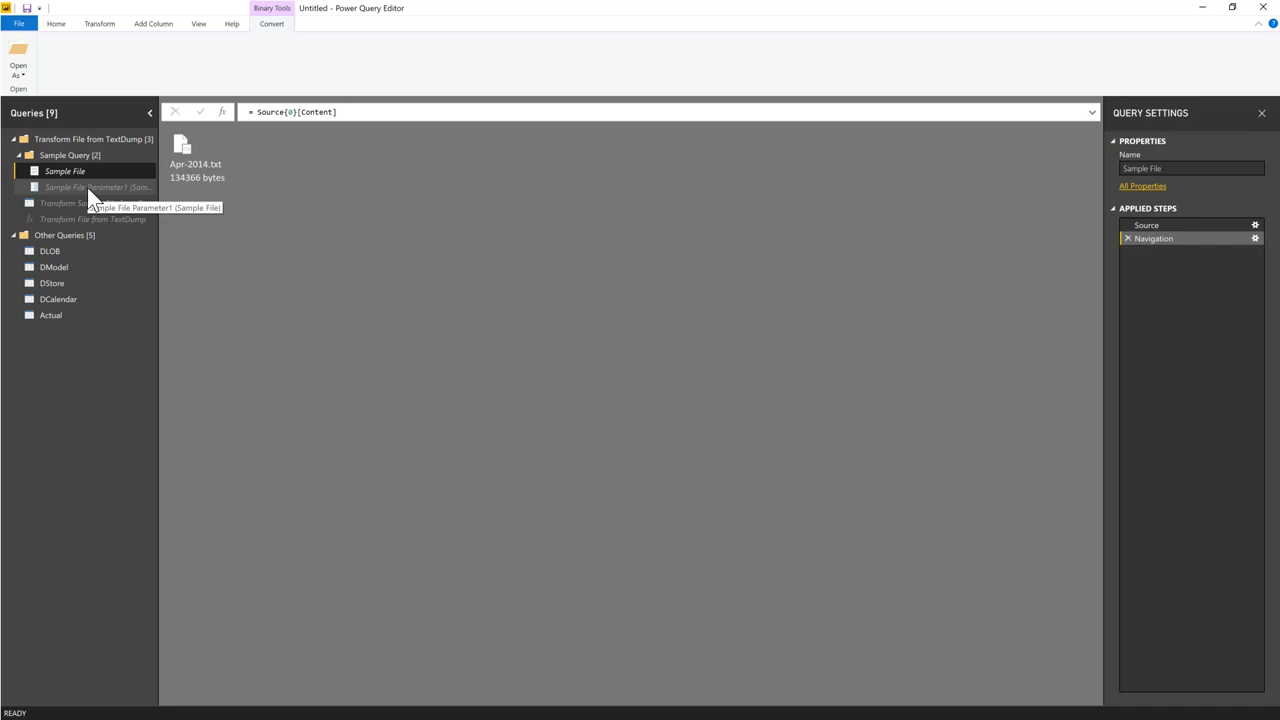 Binary Tools
Untitled - Power Query Editor
File
Home
Transform
Add Column
View
Help
Convert
Open
As
Open
Queries [9]
fx
= Source{0}[Content]
QUERY SETTINGS
Transform File from TextDump [3]
Sample Query [2]
Sample File
Sample File Parameter1 (Sam...
Transform
Sample File Parameter1 (Sample File)
fx Transform File from TextDump
Other Queries [5]
DLOB
DModel
DStore
DCalendar
Actual
Apr-2014.txt
134366 bytes
PROPERTIES
Name
Sample File
All Properties
APPLIED STEPS
Source
Navigation
READY